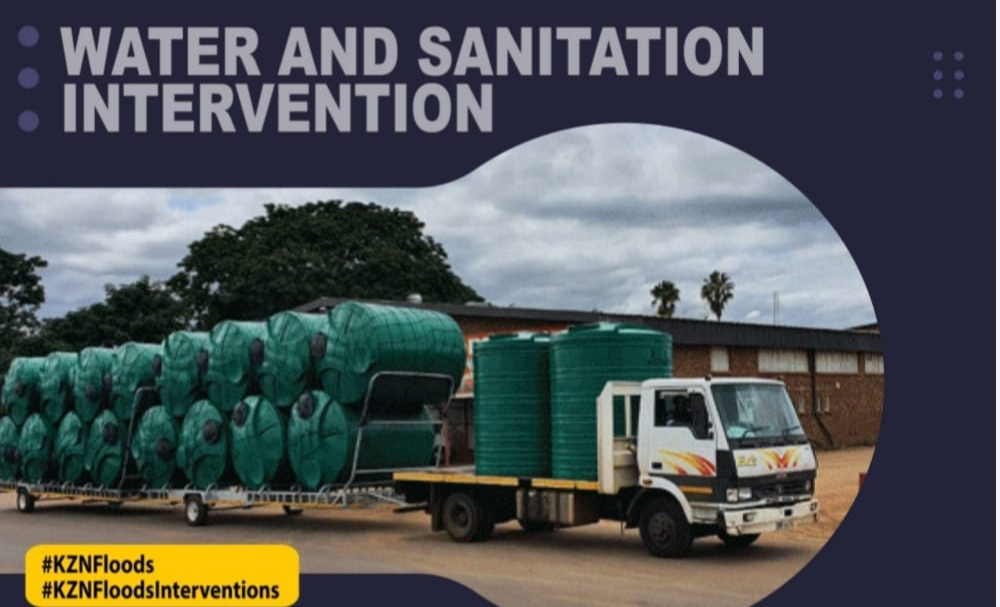 WATER AND SANITATION
INTERVENTION
#KZNFloods
#KZNFloodsInterventions